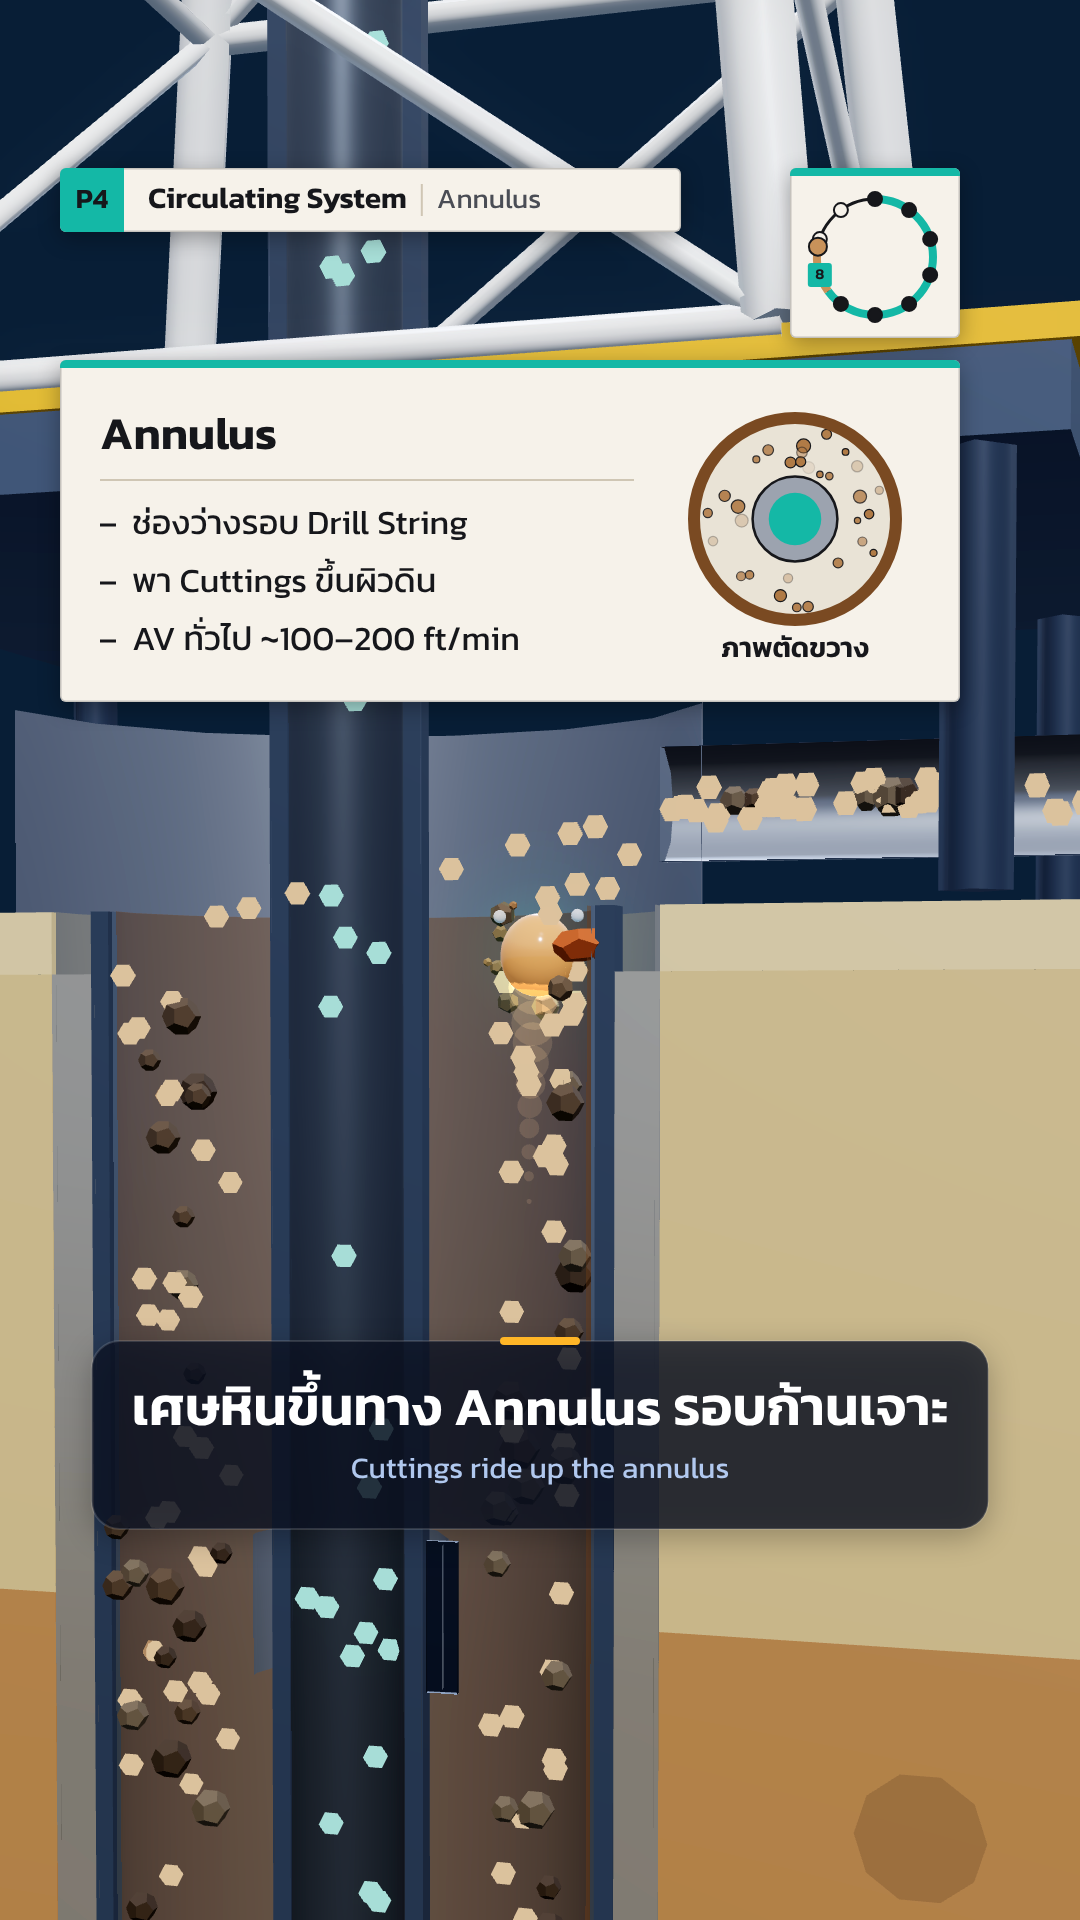 P4 Circulating System | Annulus
8
Annulus
– ช่องว่างรอบ Drill String
– พา Cuttings ขึ้นผิวดิน
– AV ทั่วไป ~100–200 ft/min
ภาพตัดขวาง
เศษหินขึ้นทาง Annulus รอบก้านเจาะ
Cuttings ride up the annulus